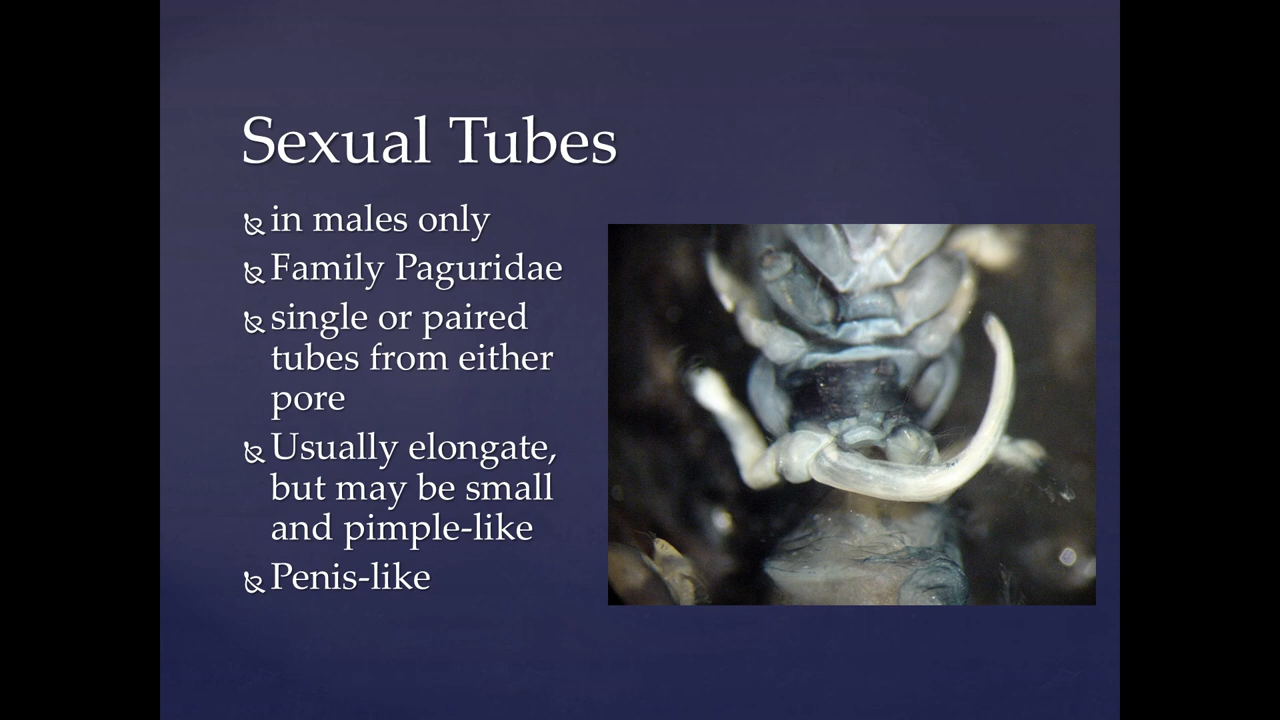 Sexual Tubes
in males only
Family Paguridae
single or paired
tubes from either
pore
Usually elongate,
but may be small
and pimple-like
Penis-like